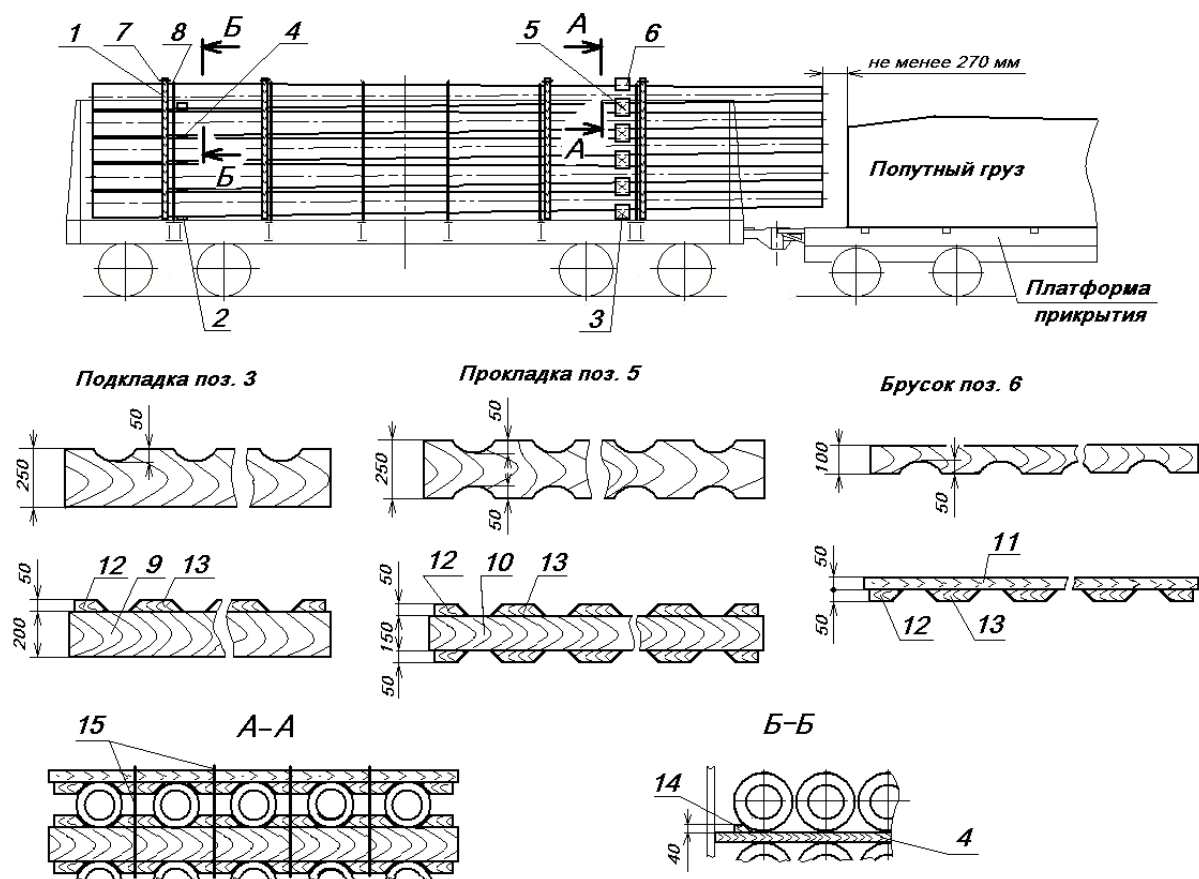 1 7 8 Б 4 5 А 6
не менее 270 мм
Б
А
Попутный груз
2 3
Платформа
прикрытия
Подкладка поз. 3
Прокладка поз. 5
Брусок поз. 6
50
250
50
250
50
100
50
50
200
12 9 13
50
150
50
12 10 13
50
50
11
12 13
15
А–А
Б–Б
14
40
4